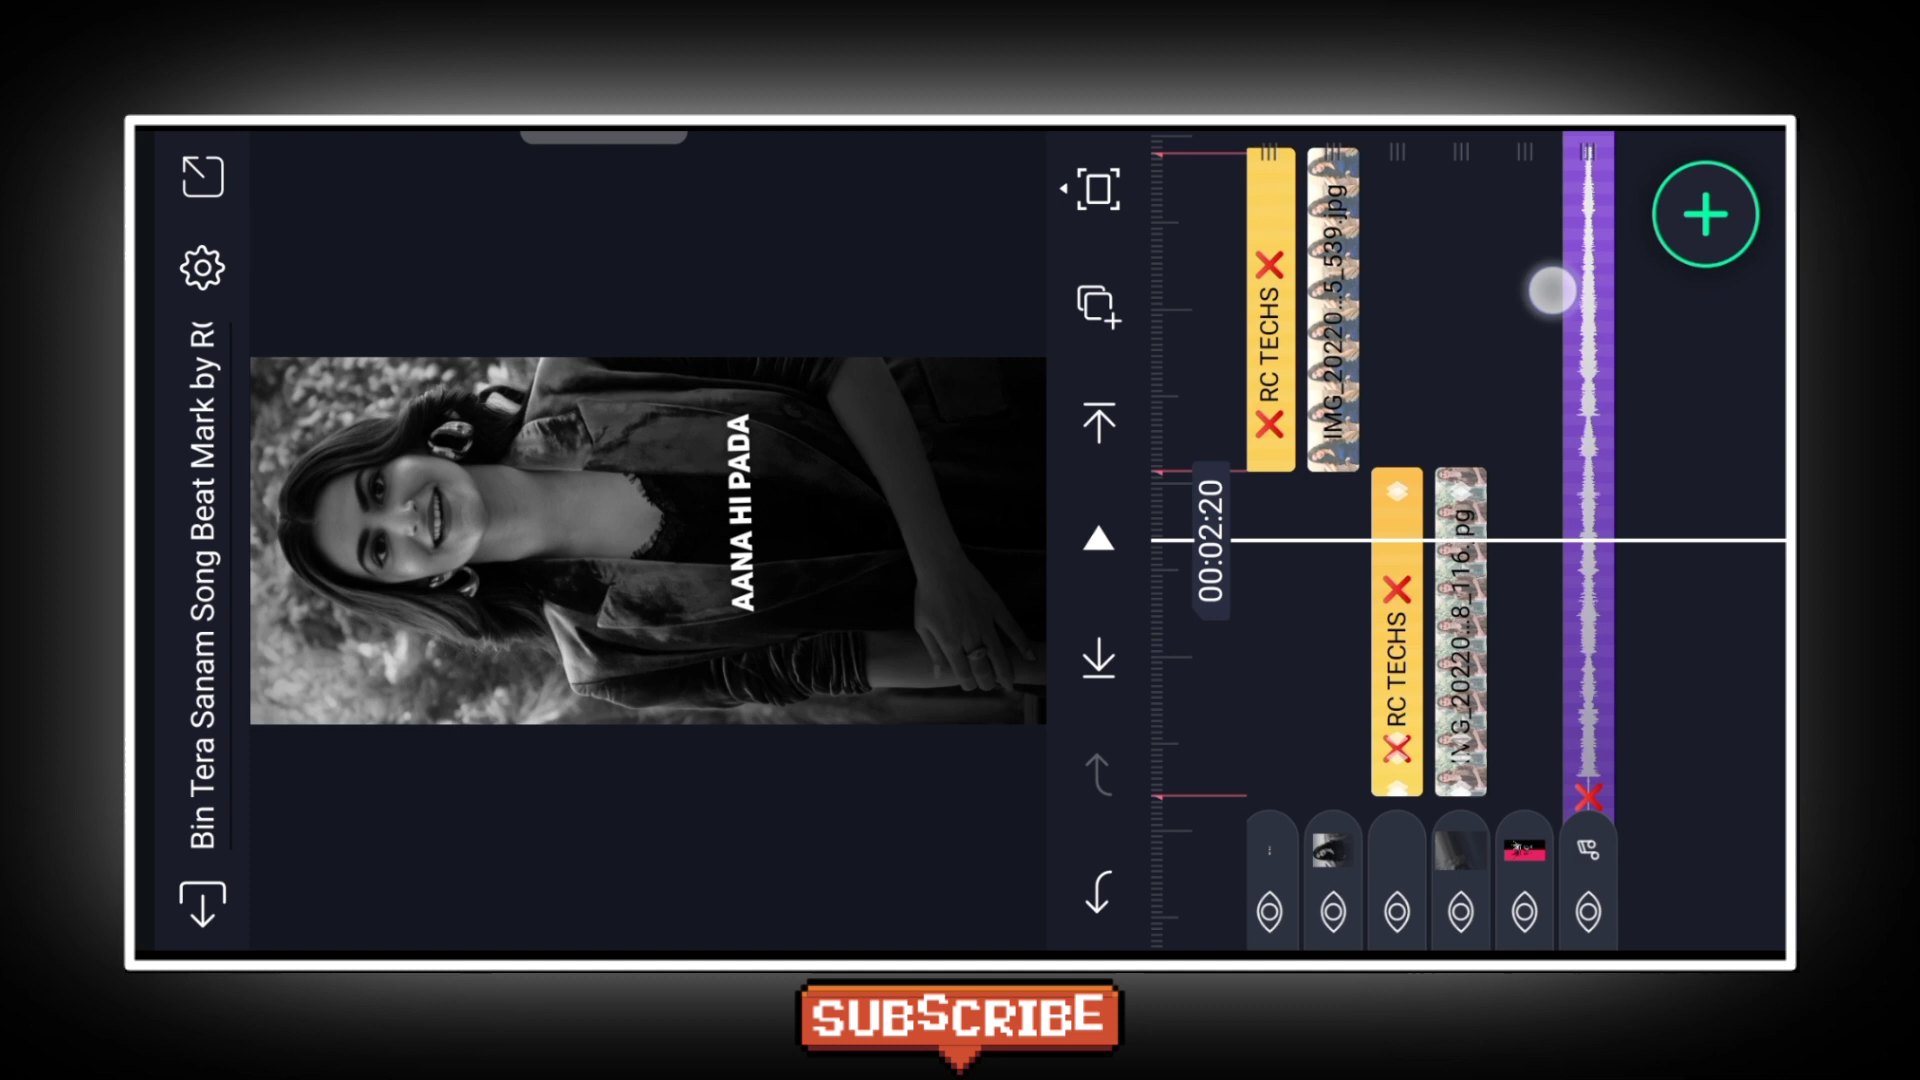 Bin Tera Sanam Song Beat Mark by R(
AANA HI PADA
00:02:20
❌ RC TECHS ❌
IMG_20220...5_539.jpg
❌ RC TECHS ❌
IMG_20220...8_116.jpg
❌
SUBSCRIBE